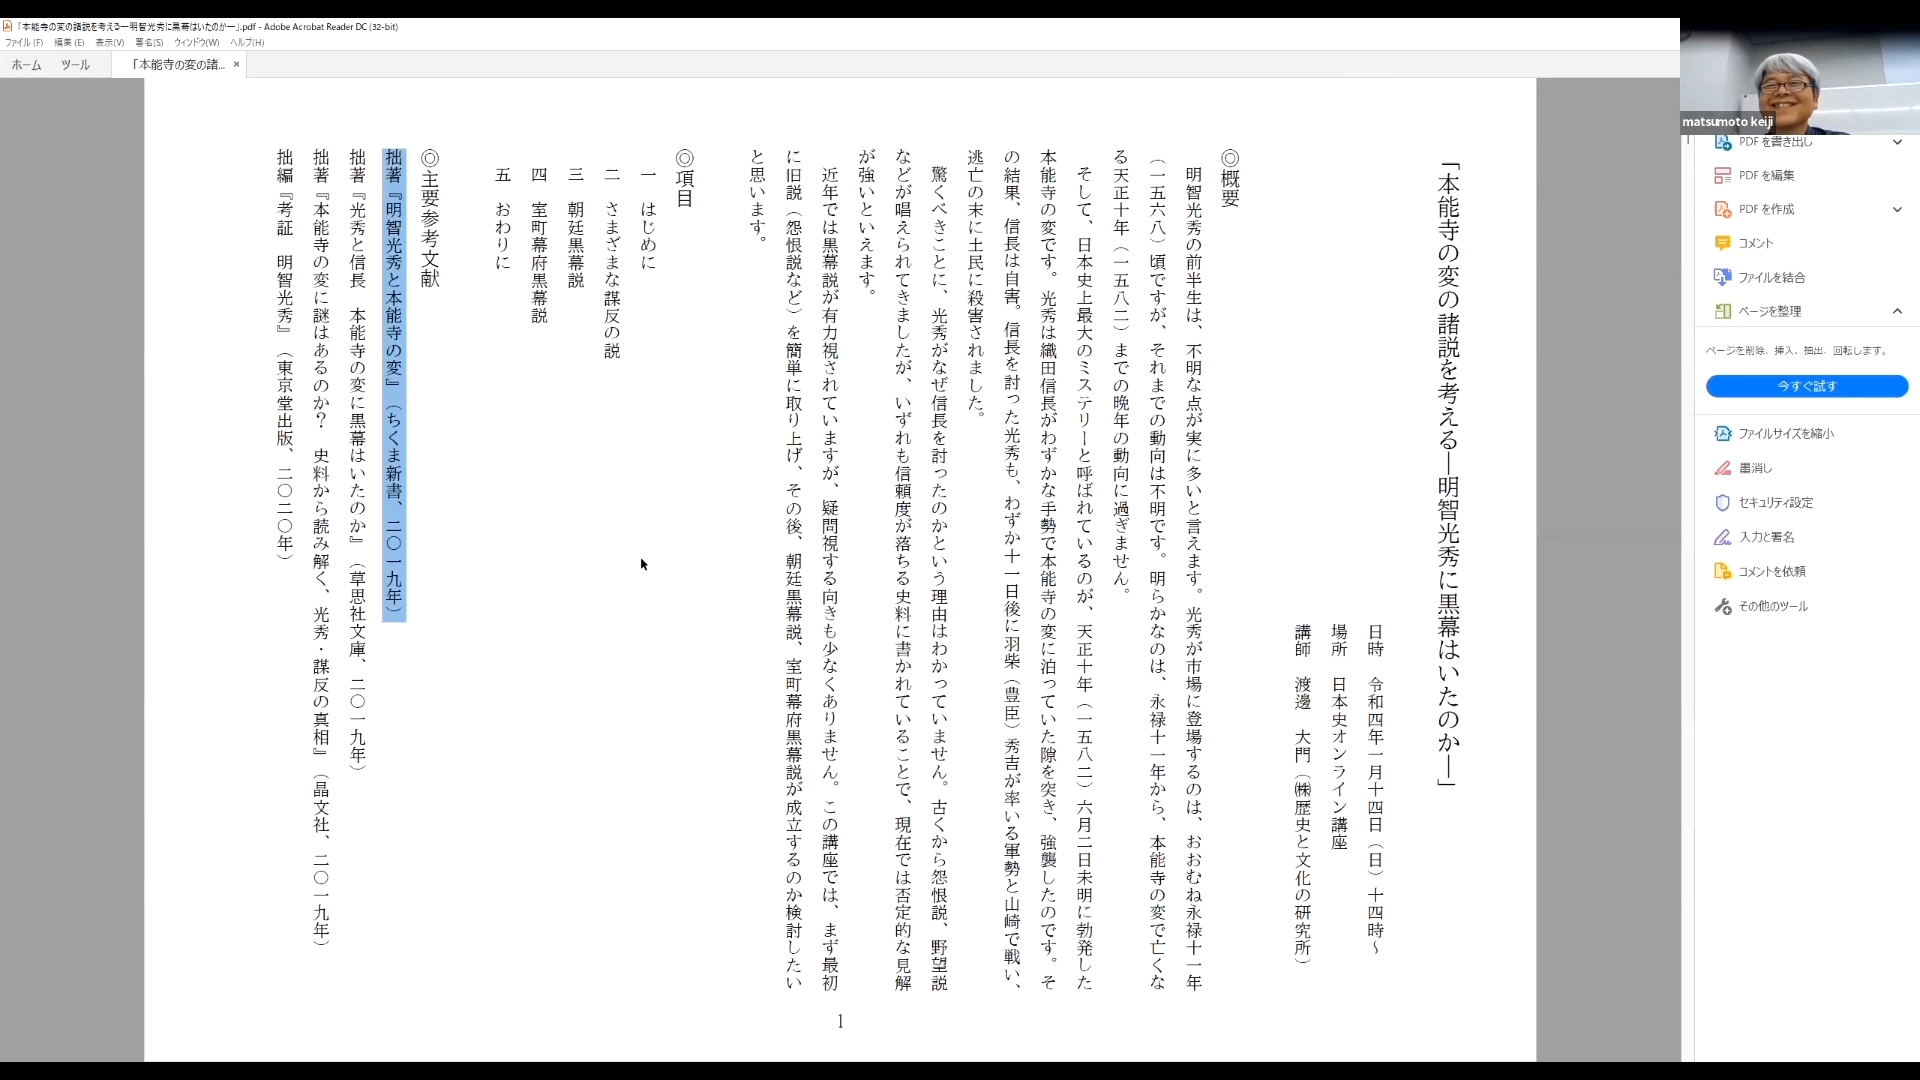 「本能寺の変の諸説を考える―明智光秀に黒幕はいたのか―」.pdf - Adobe Acrobat Reader DC (32-bit)
ファイル(F) 編集(E) 表示(V) 署名(S) ウィンドウ(W) ヘルプ(H)
ホーム ツール 「本能寺の変の諸... ×
「本能寺の変の諸説を考える―明智光秀に黒幕はいたのか―」
日時 令和四年一月十四日（日）十四時～
場所 日本史オンライン講座
講師 渡邊 大門（㈱歴史と文化の研究所）
◎概要
明智光秀の前半生は、不明な点が実に多いと言えます。光秀が市場に登場するのは、おおむね永禄十一年
（一五六八）頃ですが、それまでの動向は不明です。明らかなのは、永禄十一年から、本能寺の変で亡くな
る天正十年（一五八二）までの晩年の動向に過ぎません。
そして、日本史上最大のミステリーと呼ばれているのが、天正十年（一五八二）六月二日未明に勃発した
本能寺の変です。光秀は織田信長がわずかな手勢で本能寺の変に泊っていた隙を突き、強襲したのです。そ
の結果、信長は自害。信長を討った光秀も、わずか十一日後に羽柴（豊臣）秀吉が率いる軍勢と山崎で戦い、
逃亡の末に土民に殺害されました。
驚くべきことに、光秀がなぜ信長を討ったのかという理由はわかっていません。古くから怨恨説、野望説
などが唱えられてきましたが、いずれも信頼度が落ちる史料に書かれていることで、現在では否定的な見解
が強いといえます。
近年では黒幕説が有力視されていますが、疑問視する向きも少なくありません。この講座では、まず最初
に旧説（怨恨説など）を簡単に取り上げ、その後、朝廷黒幕説、室町幕府黒幕説が成立するのか検討したい
と思います。
◎項目
一 はじめに
二 さまざまな謀反の説
三 朝廷黒幕説
四 室町幕府黒幕説
五 おわりに
◎主要参考文献
拙著『明智光秀と本能寺の変』（ちくま新書、二〇一九年）
拙著『光秀と信長 本能寺の変に黒幕はいたのか』（草思社文庫、二〇一九年）
拙著『本能寺の変に謎はあるのか？ 史料から読み解く、光秀・謀反の真相』（晶文社、二〇一九年）
拙編『考証 明智光秀』（東京堂出版、二〇二〇年）
1
matsumoto keiji
PDF を書き出し
PDF を編集
PDF を作成
コメント
ファイルを結合
ページを整理
ページを削除、挿入、抽出、回転します。
今すぐ試す
ファイルサイズを縮小
墨消し
セキュリティ設定
入力と署名
コメントを依頼
その他のツール